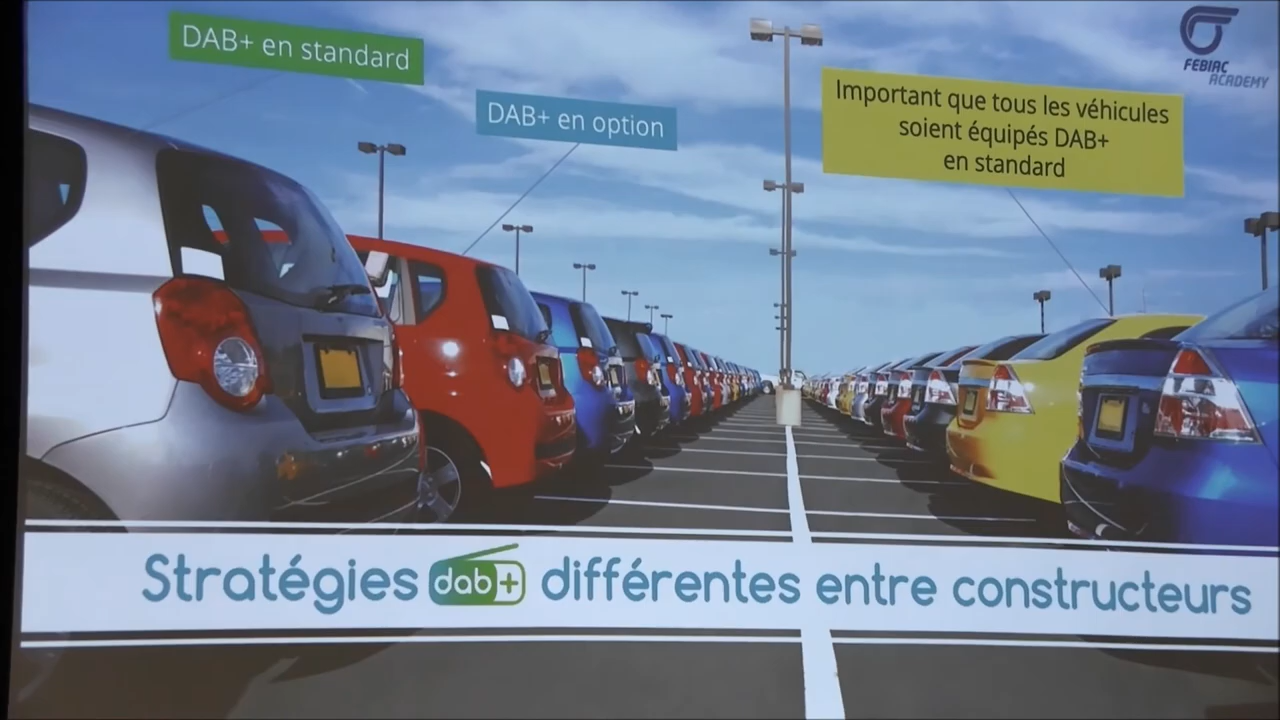 DAB+ en standard
DAB+ en option
Important que tous les véhicules
soient équipés DAB+
en standard
FEBIAC
ACADEMY
Stratégies dab+ différentes entre constructeurs